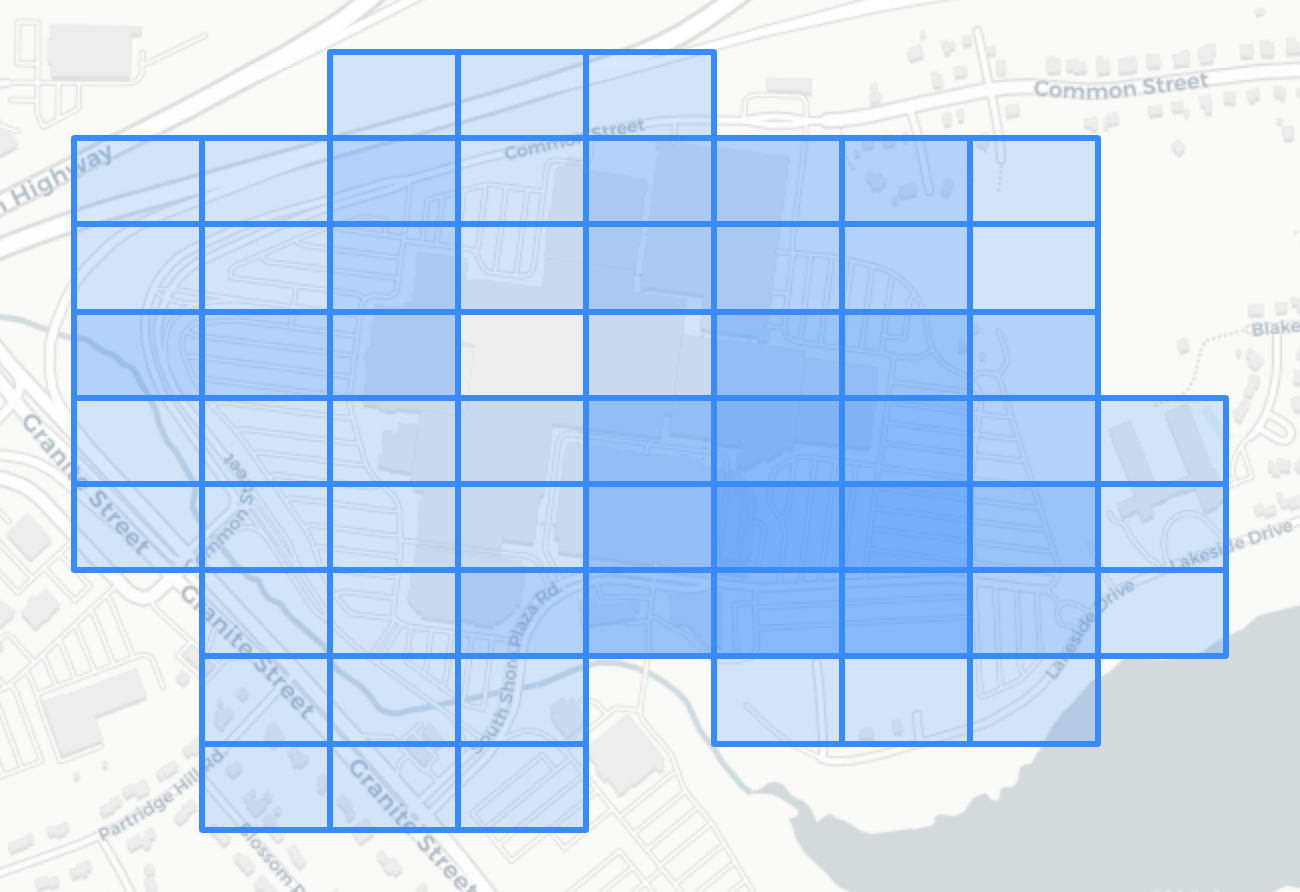 Common Street
Common Street
n Highway
Blake
Granite Street
Common Street
Lakeside Drive
Lakeside Drive
Granite Street
South Shore Plaza Rd.
Partridge Hill Rd.
Granite Street
Blossom R